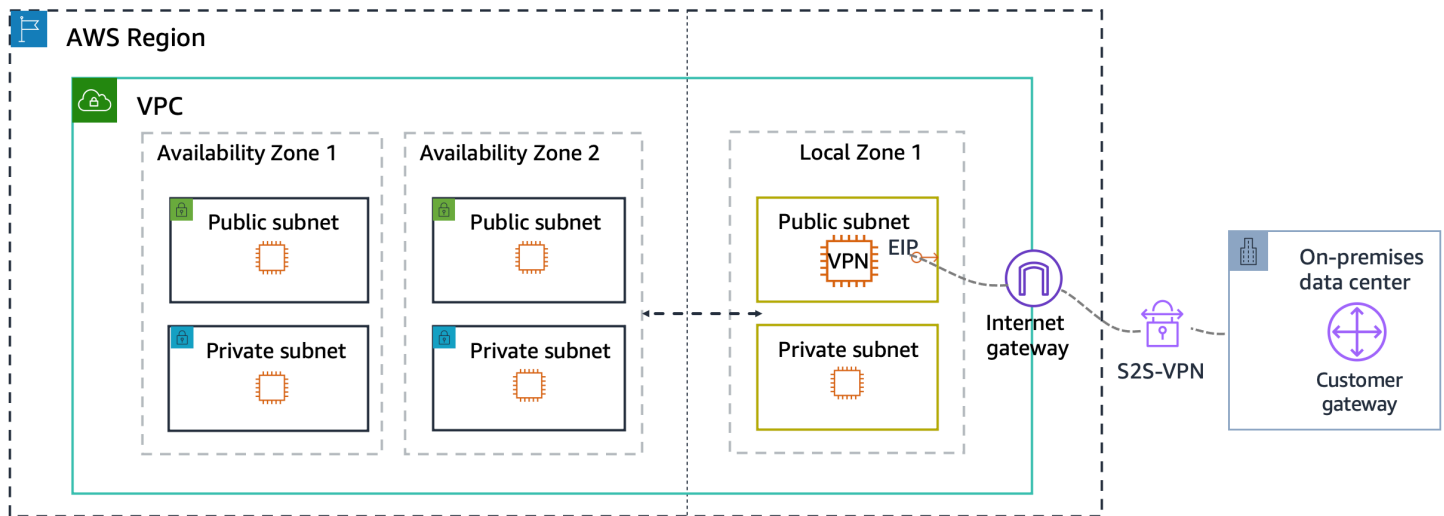 AWS Region
VPC
Availability Zone 1
Public subnet
Private subnet
Availability Zone 2
Public subnet
Private subnet
Local Zone 1
Public subnet
VPN
EIP
Private subnet
Internet
gateway
S2S-VPN
On-premises
data center
Customer
gateway